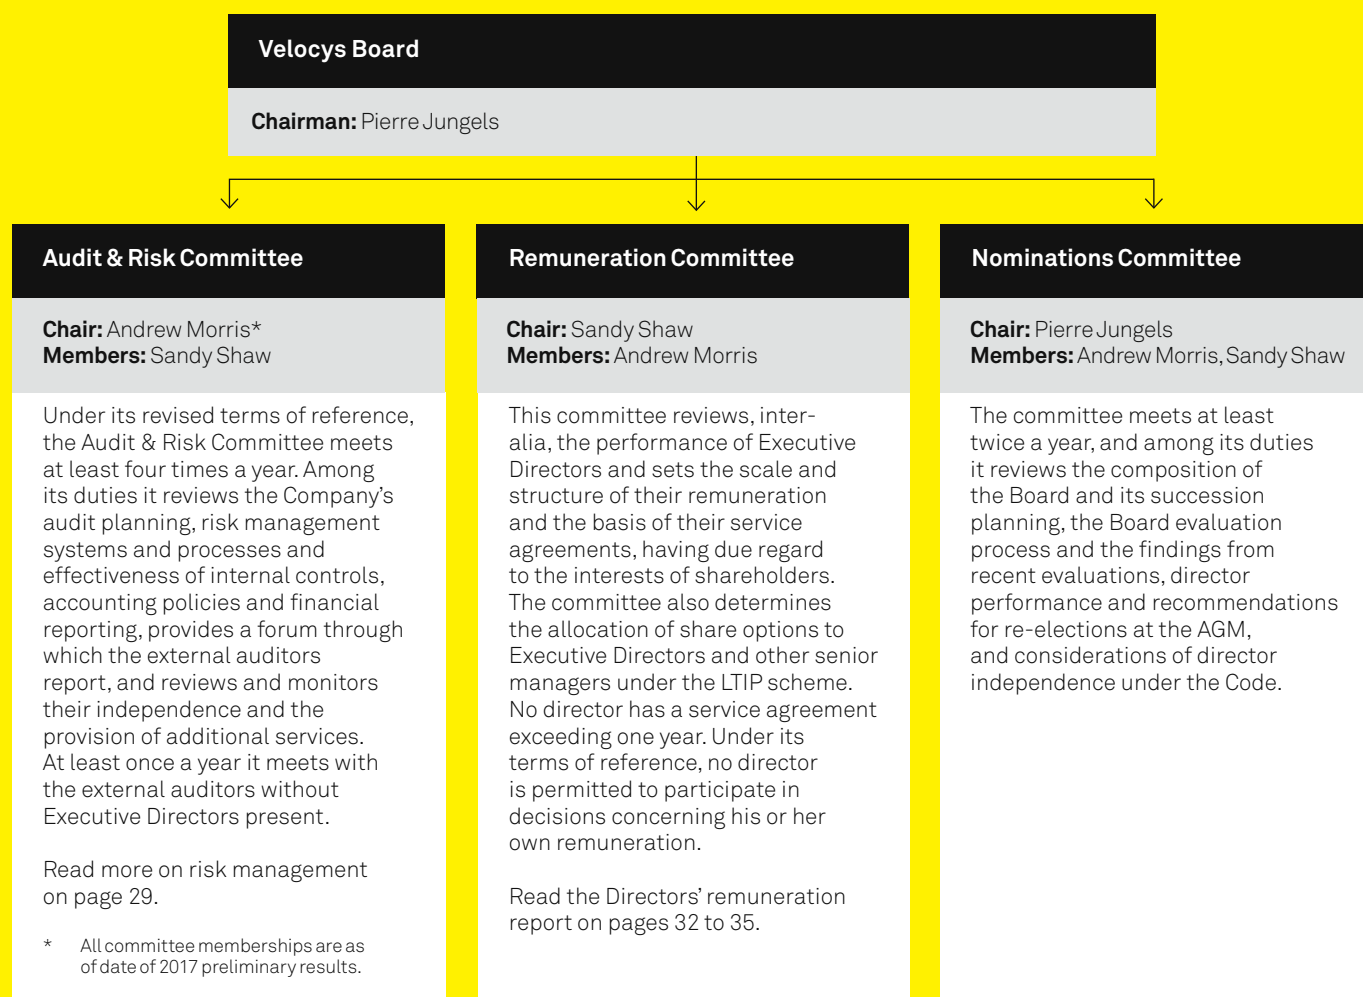 Velocys Board
Chairman: Pierre Jungels
Audit & Risk Committee
Chair: Andrew Morris*
Members: Sandy Shaw
Under its revised terms of reference,
the Audit & Risk Committee meets
at least four times a year. Among
its duties it reviews the Company's
audit planning, risk management
systems and processes and
effectiveness of internal controls,
accounting policies and financial
reporting, provides a forum through
which the external auditors
report, and reviews and monitors
their independence and the
provision of additional services.
At least once a year it meets with
the external auditors without
Executive Directors present.
Read more on risk management
on page 29.
* All committee memberships are as
of date of 2017 preliminary results.
Remuneration Committee
Chair: Sandy Shaw
Members: Andrew Morris
This committee reviews, inter-
alia, the performance of Executive
Directors and sets the scale and
structure of their remuneration
and the basis of their service
agreements, having due regard
to the interests of shareholders.
The committee also determines
the allocation of share options to
Executive Directors and other senior
managers under the LTIP scheme.
No director has a service agreement
exceeding one year. Under its
terms of reference, no director
is permitted to participate in
decisions concerning his or her
own remuneration.
Read the Directors' remuneration
report on pages 32 to 35.
Nominations Committee
Chair: Pierre Jungels
Members: Andrew Morris, Sandy Shaw
The committee meets at least
twice a year, and among its duties
it reviews the composition of
the Board and its succession
planning, the Board evaluation
process and the findings from
recent evaluations, director
performance and recommendations
for re-elections at the AGM,
and considerations of director
independence under the Code.